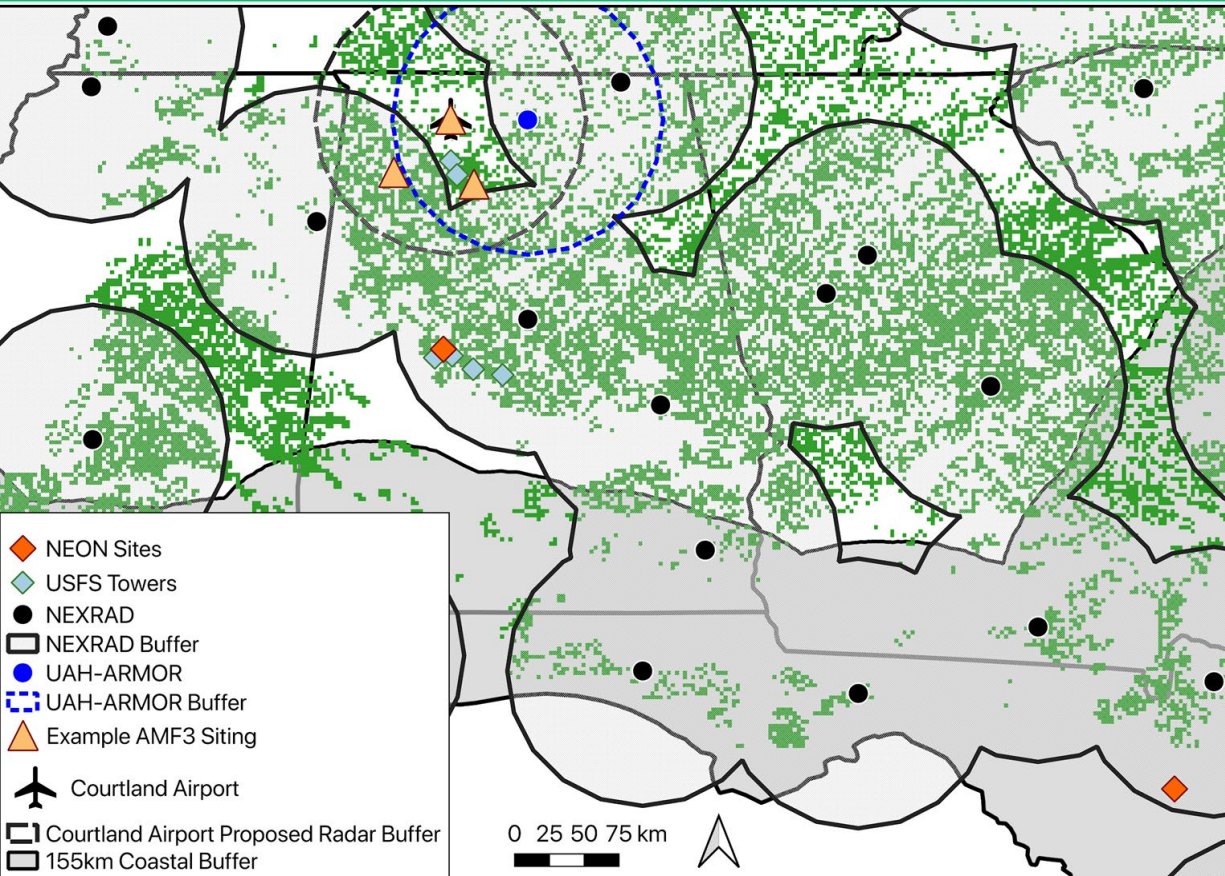 NEON Sites
USFS Towers
NEXRAD
NEXRAD Buffer
UAH-ARMOR
UAH-ARMOR Buffer
Example AMF3 Siting
Courtland Airport
Courtland Airport Proposed Radar Buffer
155km Coastal Buffer
0 25 50 75 km